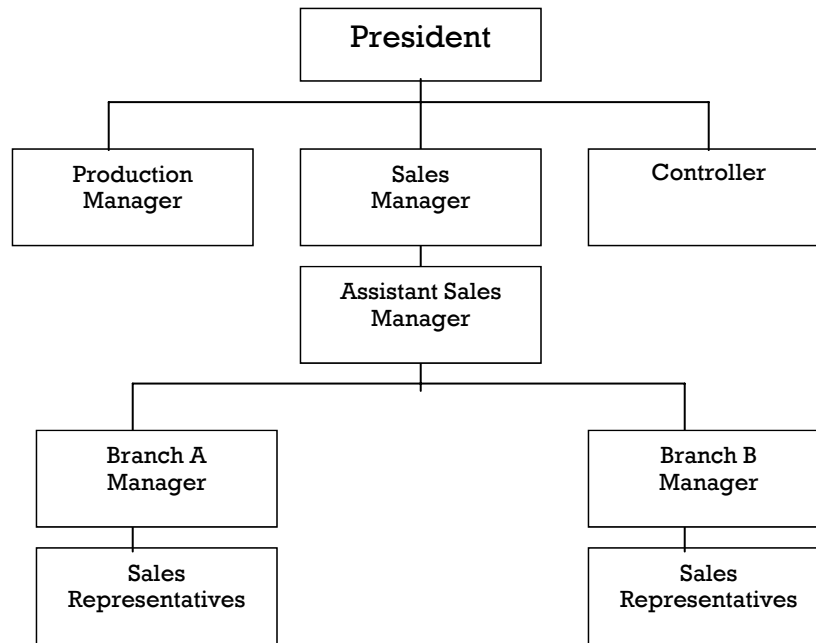 President
Production
Manager
Sales
Manager
Controller
Assistant Sales
Manager
Branch A
Manager
Branch B
Manager
Sales
Representatives
Sales
Representatives